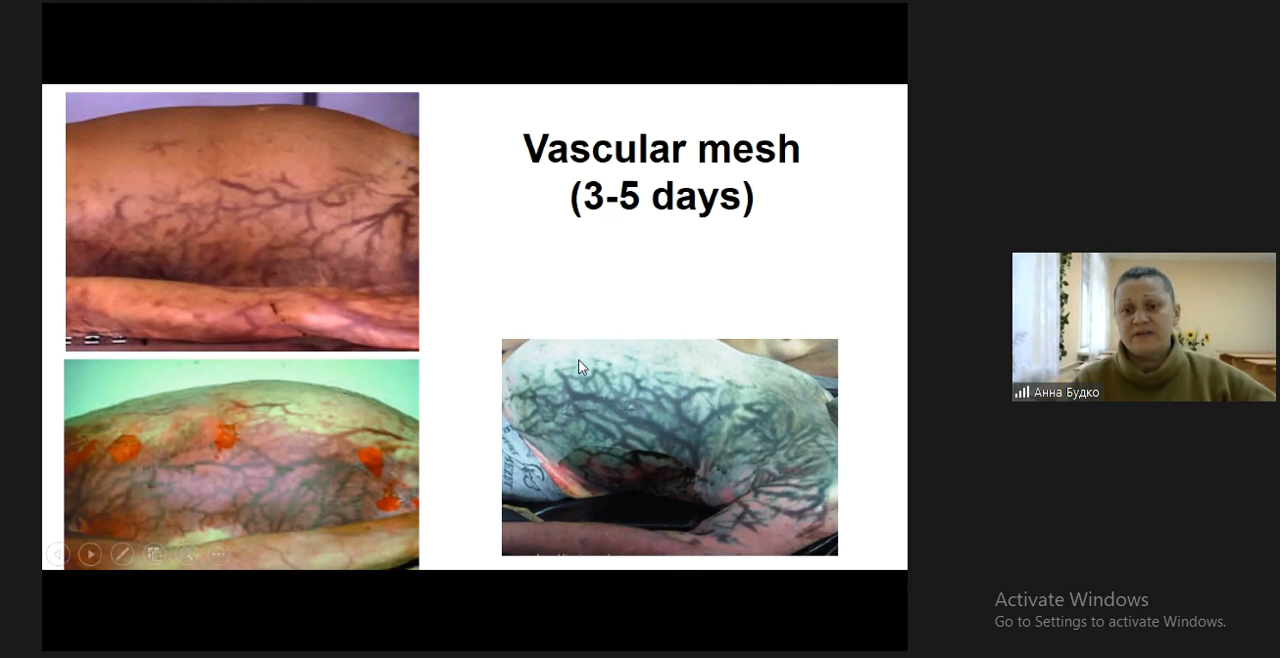 Vascular mesh
(3-5 days)
Анна Будко
Activate Windows
Go to Settings to activate Windows.